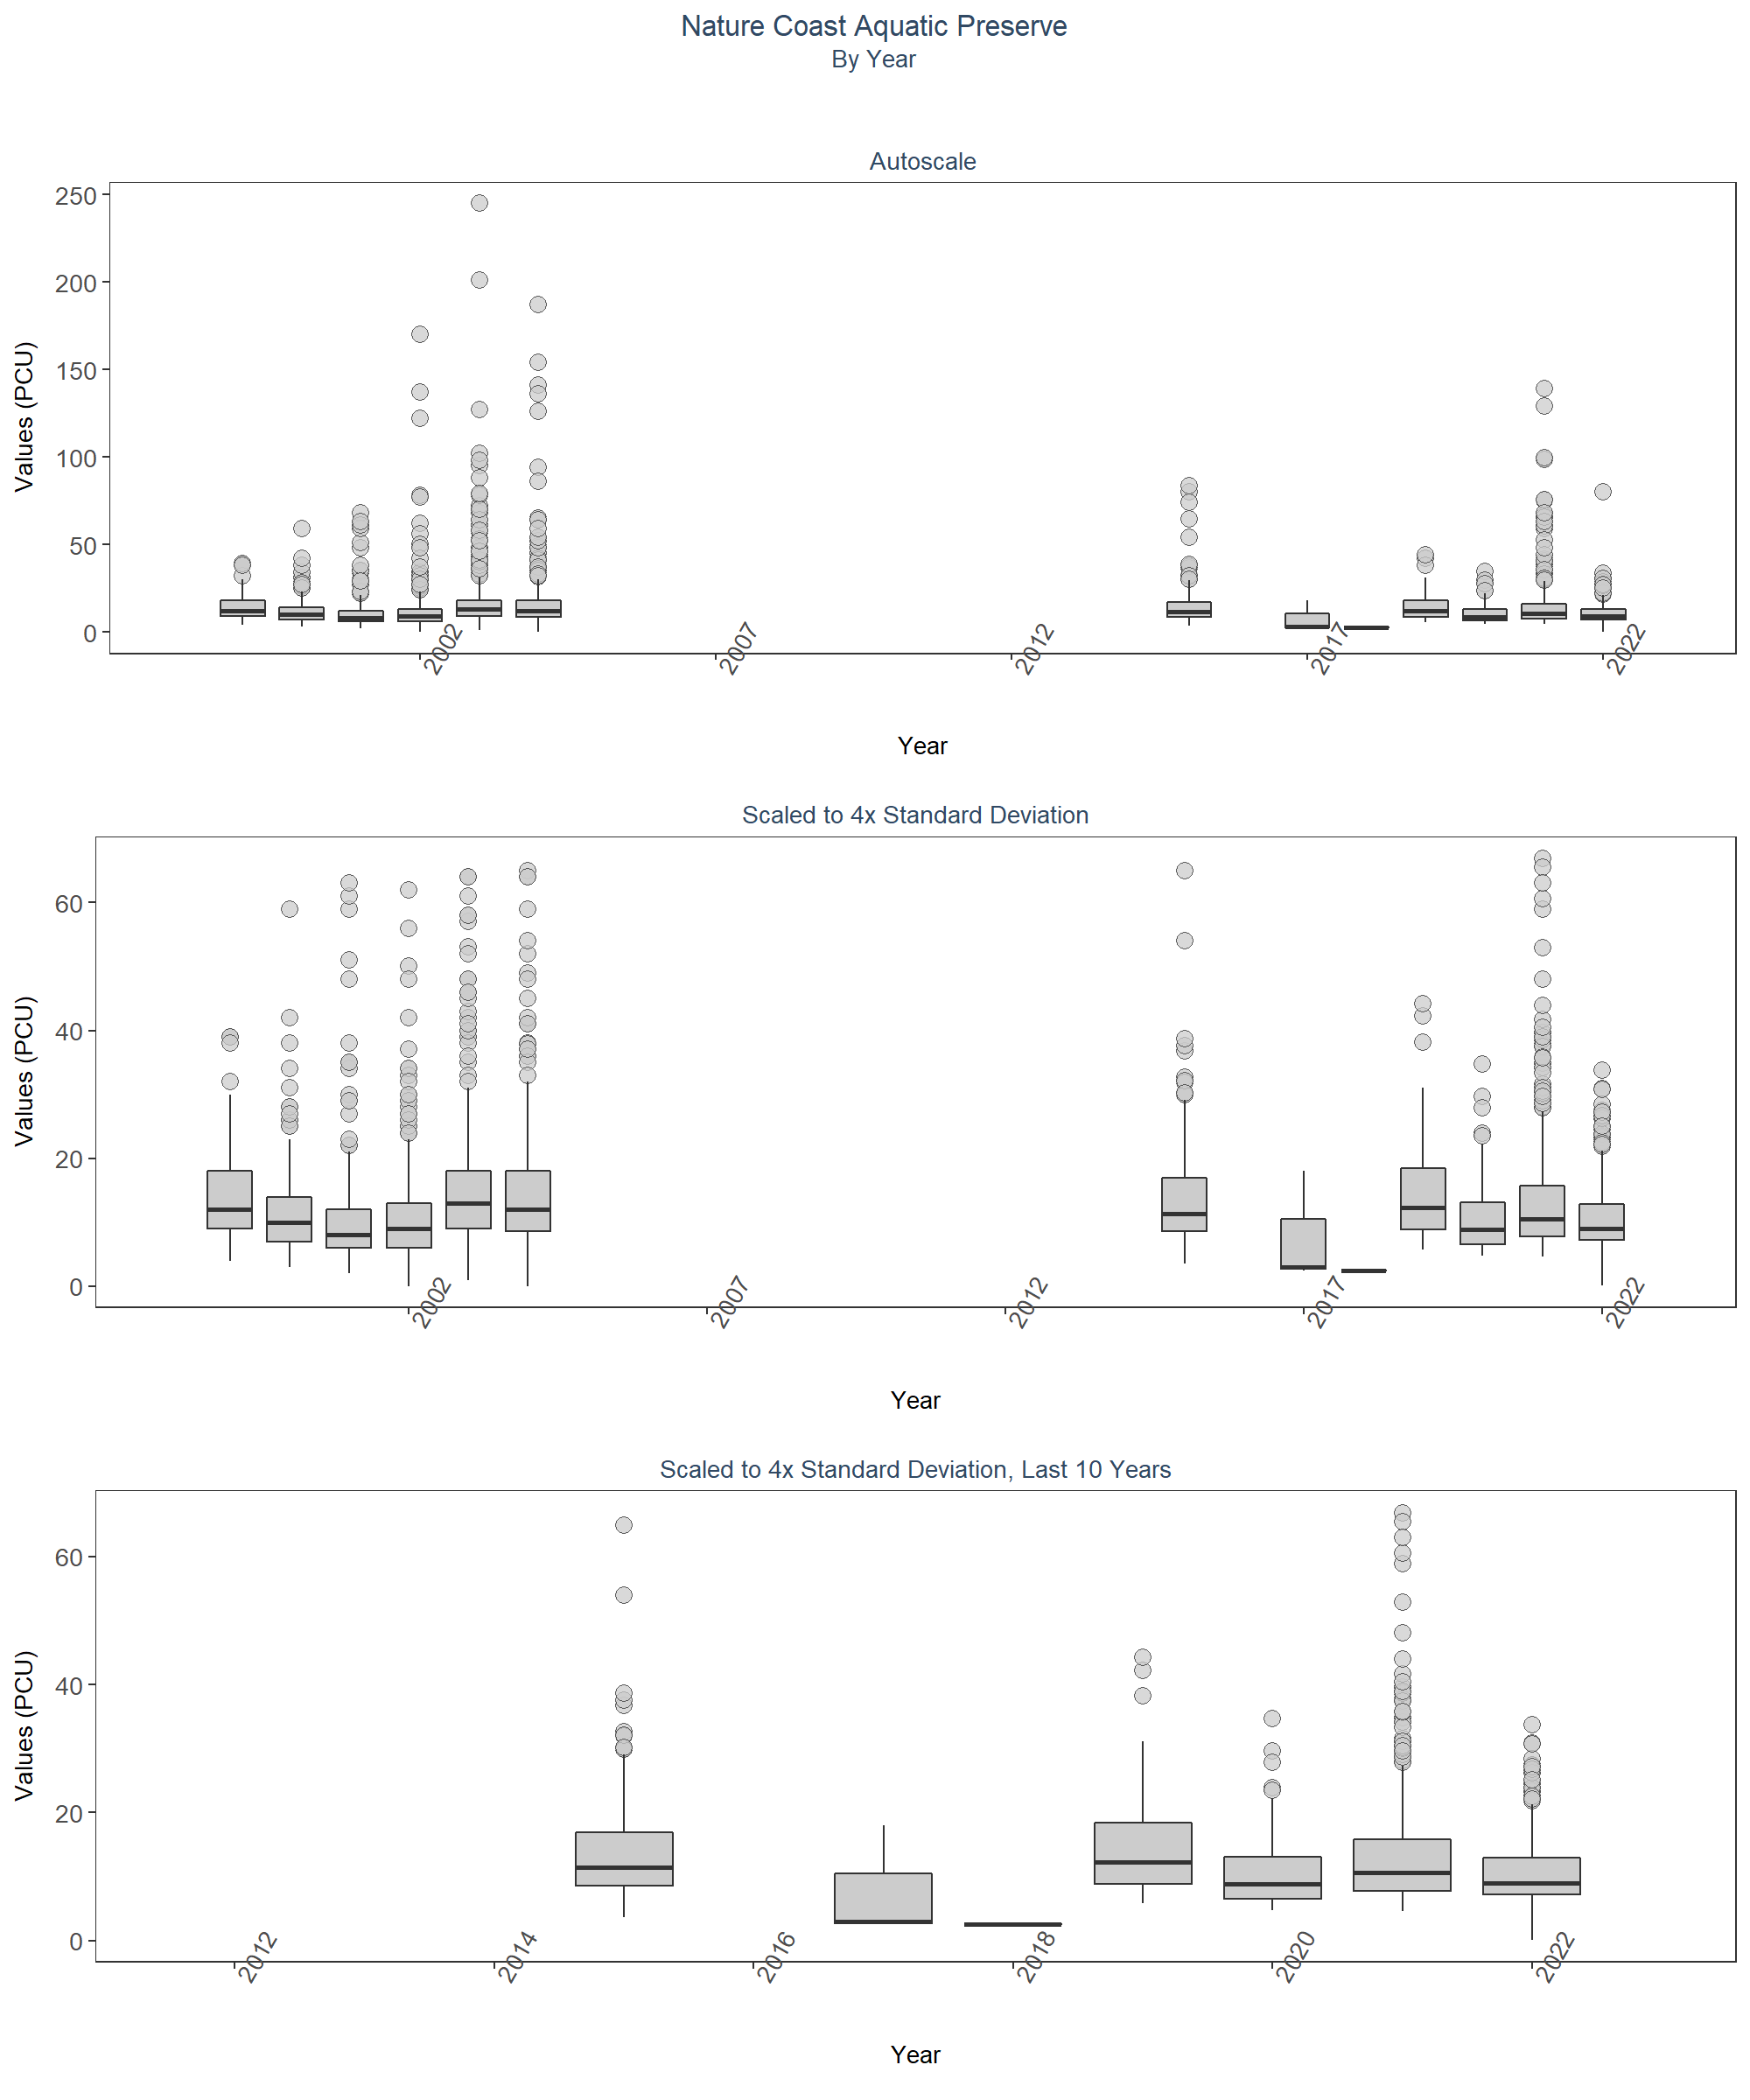 Nature Coast Aquatic Preserve
By Year
Autoscale
Values (PCU)
250
200
150
100
50
0
2002
2007
2012
2017
2022
Year
Scaled to 4x Standard Deviation
Values (PCU)
60
40
20
0
2002
2007
2012
2017
2022
Year
Scaled to 4x Standard Deviation, Last 10 Years
Values (PCU)
60
40
20
0
2012
2014
2016
2018
2020
2022
Year